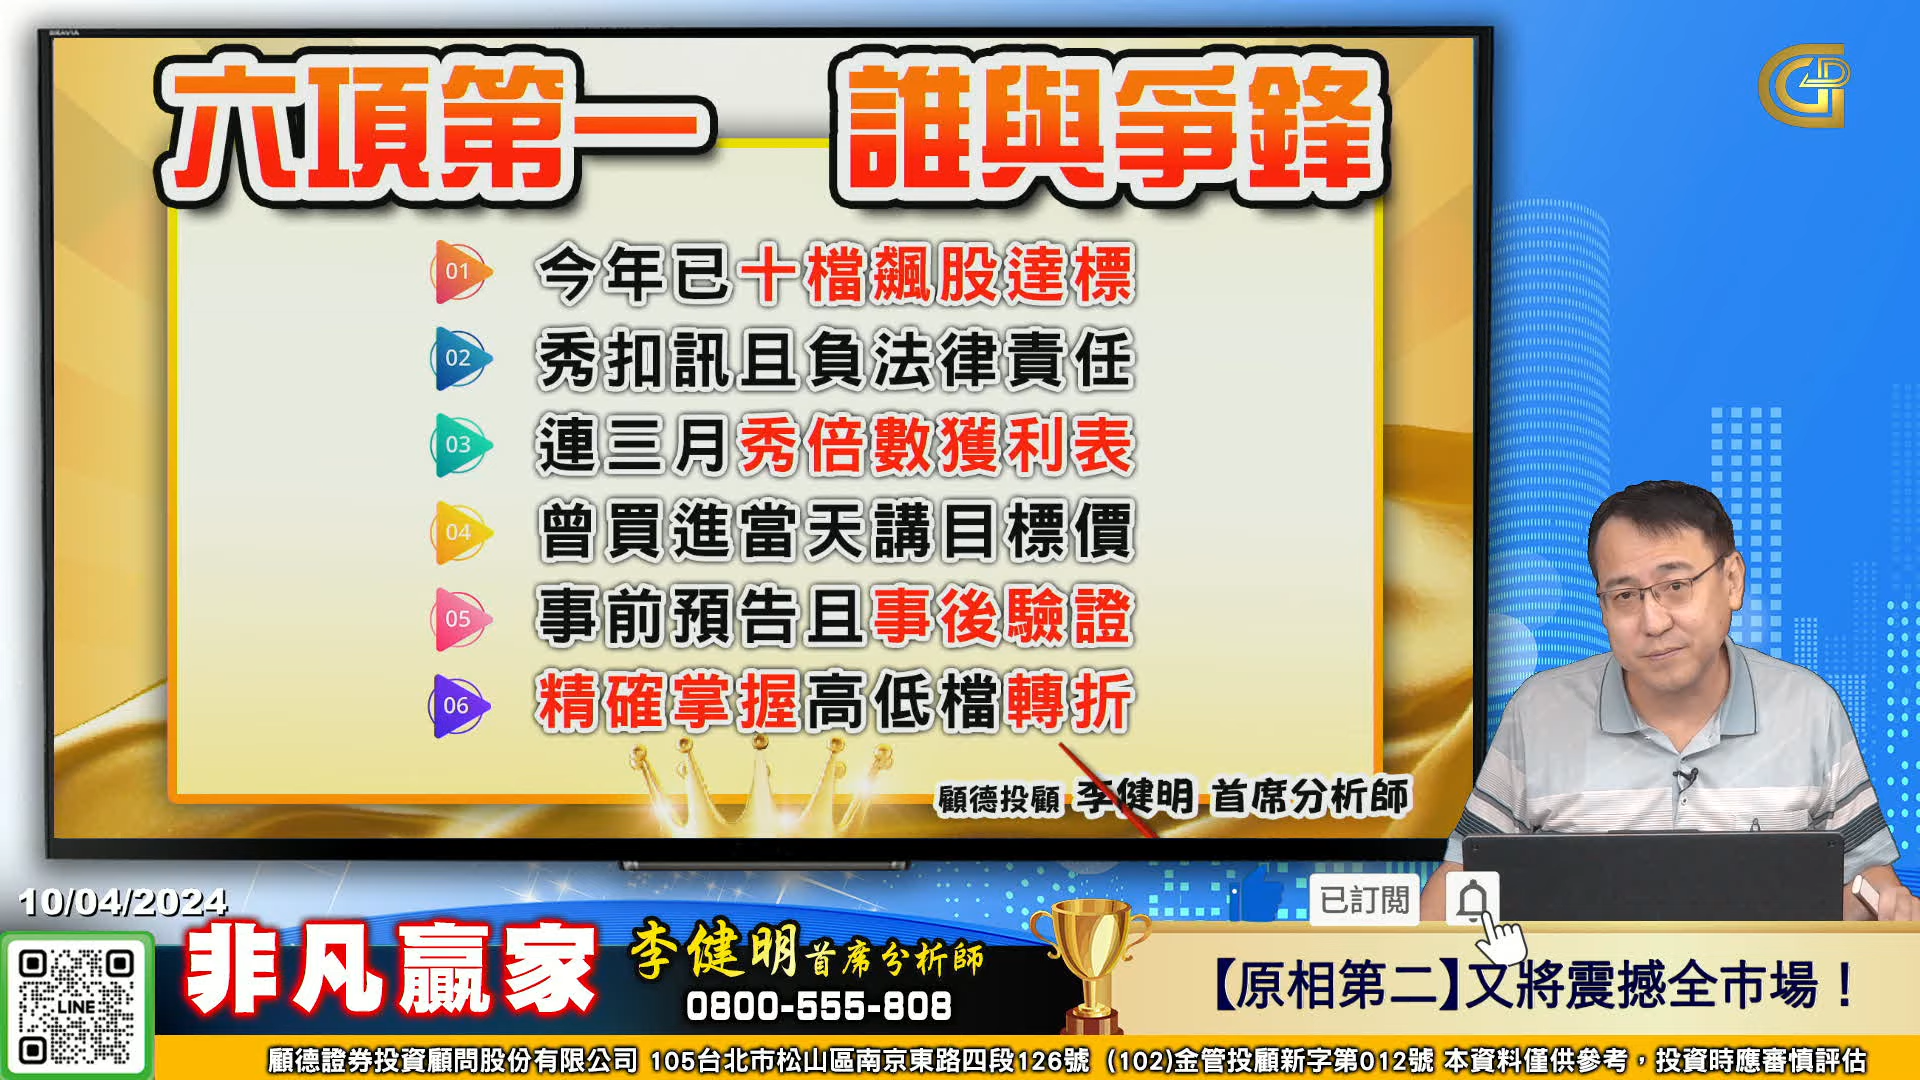 BRAVIA
六項第一 誰與爭鋒
01 今年已十檔飆股達標
02 秀扣訊且負法律責任
03 連三月秀倍數獲利表
04 曾買進當天講目標價
05 事前預告且事後驗證
06 精確掌握高低檔轉折
顧德投顧 李健明 首席分析師
10/04/2024
已訂閱
LINE
非凡贏家
李健明首席分析師
0800-555-808
【原相第二】又將震撼全市場！
顧德證券投資顧問股份有限公司 105台北市松山區南京東路四段126號 (102)金管投顧新字第012號 本資料僅供參考，投資時應審慎評估